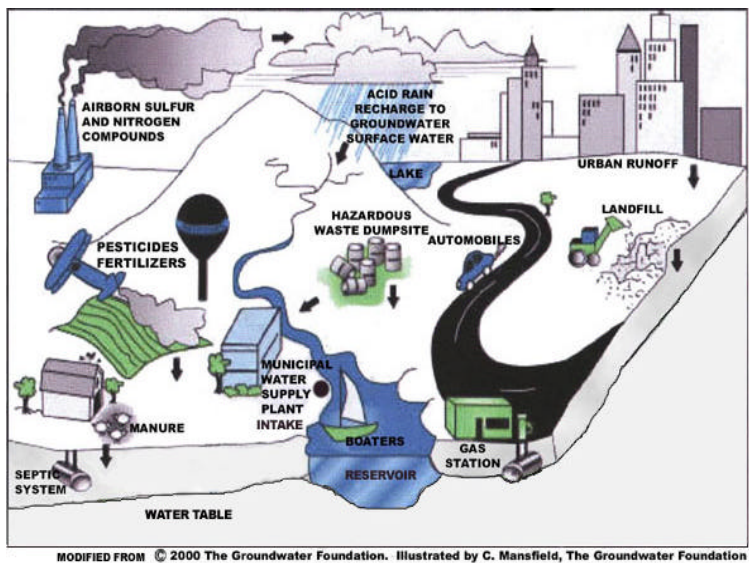 AIRBORN SULFUR
AND NITROGEN
COMPOUNDS
ACID RAIN
RECHARGE TO
GROUNDWATER
SURFACE WATER
URBAN RUNOFF
LAKE
LANDFILL
HAZARDOUS
WASTE DUMPSITE
AUTOMOBILES
PESTICIDES
FERTILIZERS
MUNICIPAL
WATER
SUPPLY
PLANT
INTAKE
MANURE
BOATERS
GAS
STATION
RESERVOIR
SEPTIC
SYSTEM
WATER TABLE
MODIFIED FROM © 2000 The Groundwater Foundation. Illustrated by C. Mansfield, The Groundwater Foundation